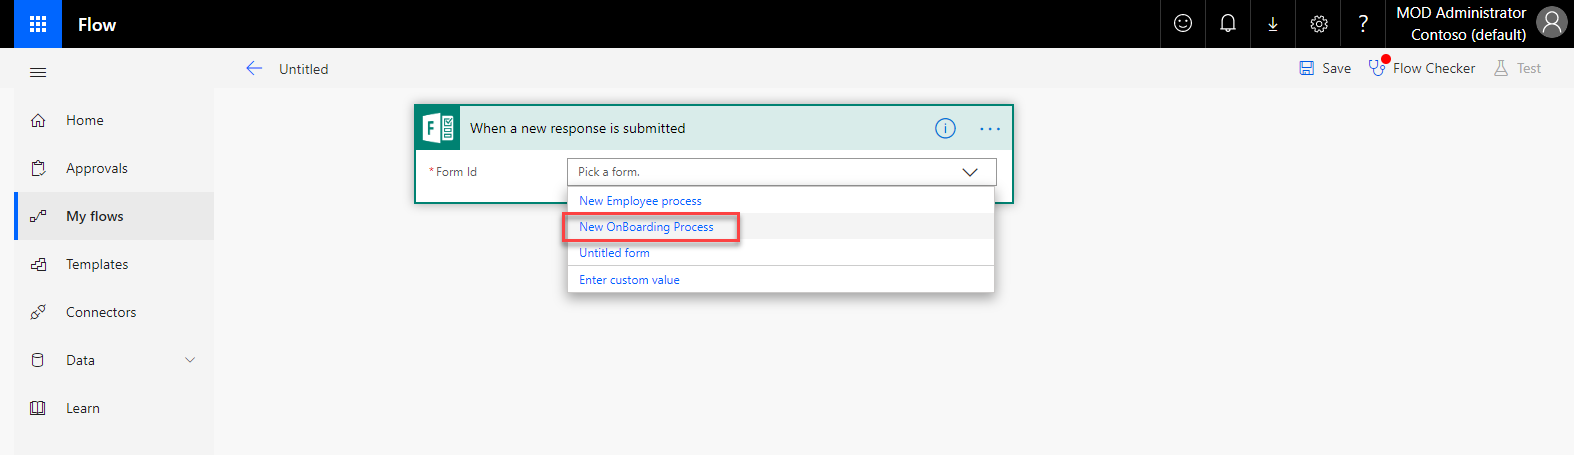 Flow
?
MOD Administrator
Contoso (default)
Untitled
Save
Flow Checker
Test
Home
Approvals
My flows
Templates
Connectors
Data
Learn
F
When a new response is submitted
i
...
*Form Id
Pick a form.
New Employee process
New OnBoarding Process
Untitled form
Enter custom value